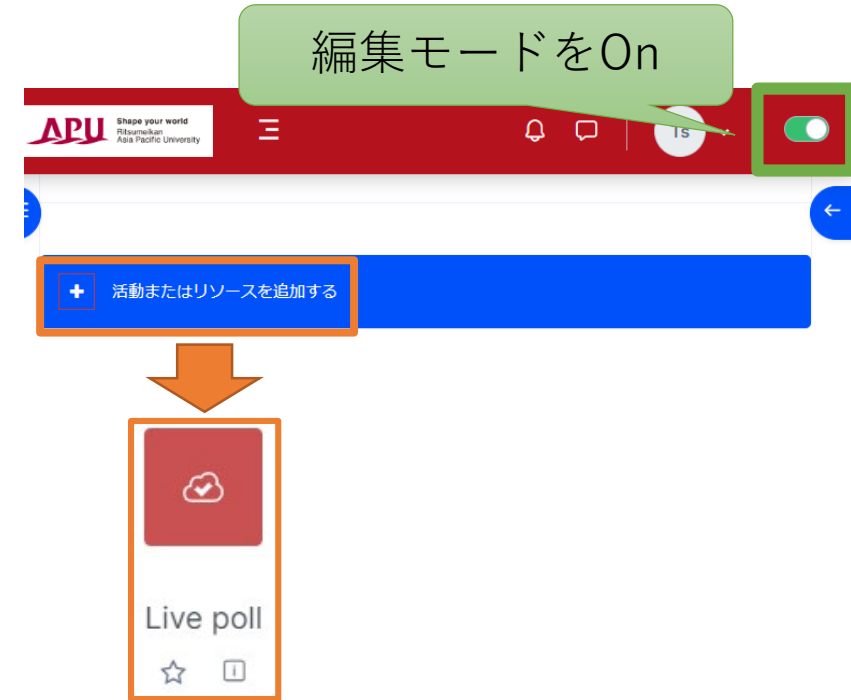 編集モードをOn
APU
Shape your world
Ritsumeikan
Asia Pacific University
Ts
活動またはリソースを追加する
Live poll